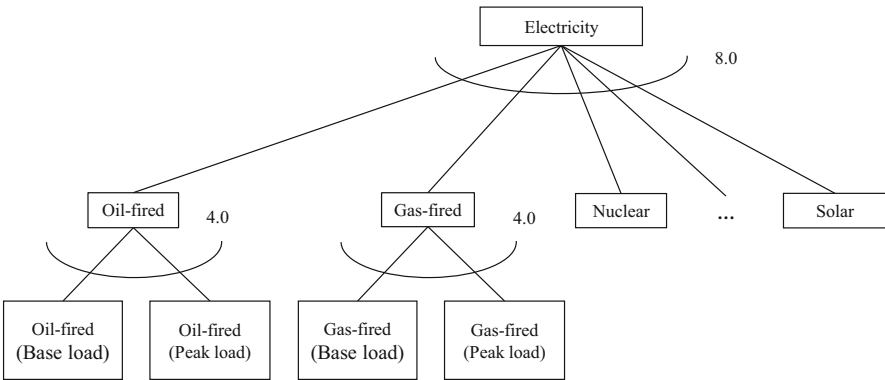 Electricity
8.0
Oil-fired
4.0
Gas-fired
4.0
Nuclear
...
Solar
Oil-fired
(Base load)
Oil-fired
(Peak load)
Gas-fired
(Base load)
Gas-fired
(Peak load)